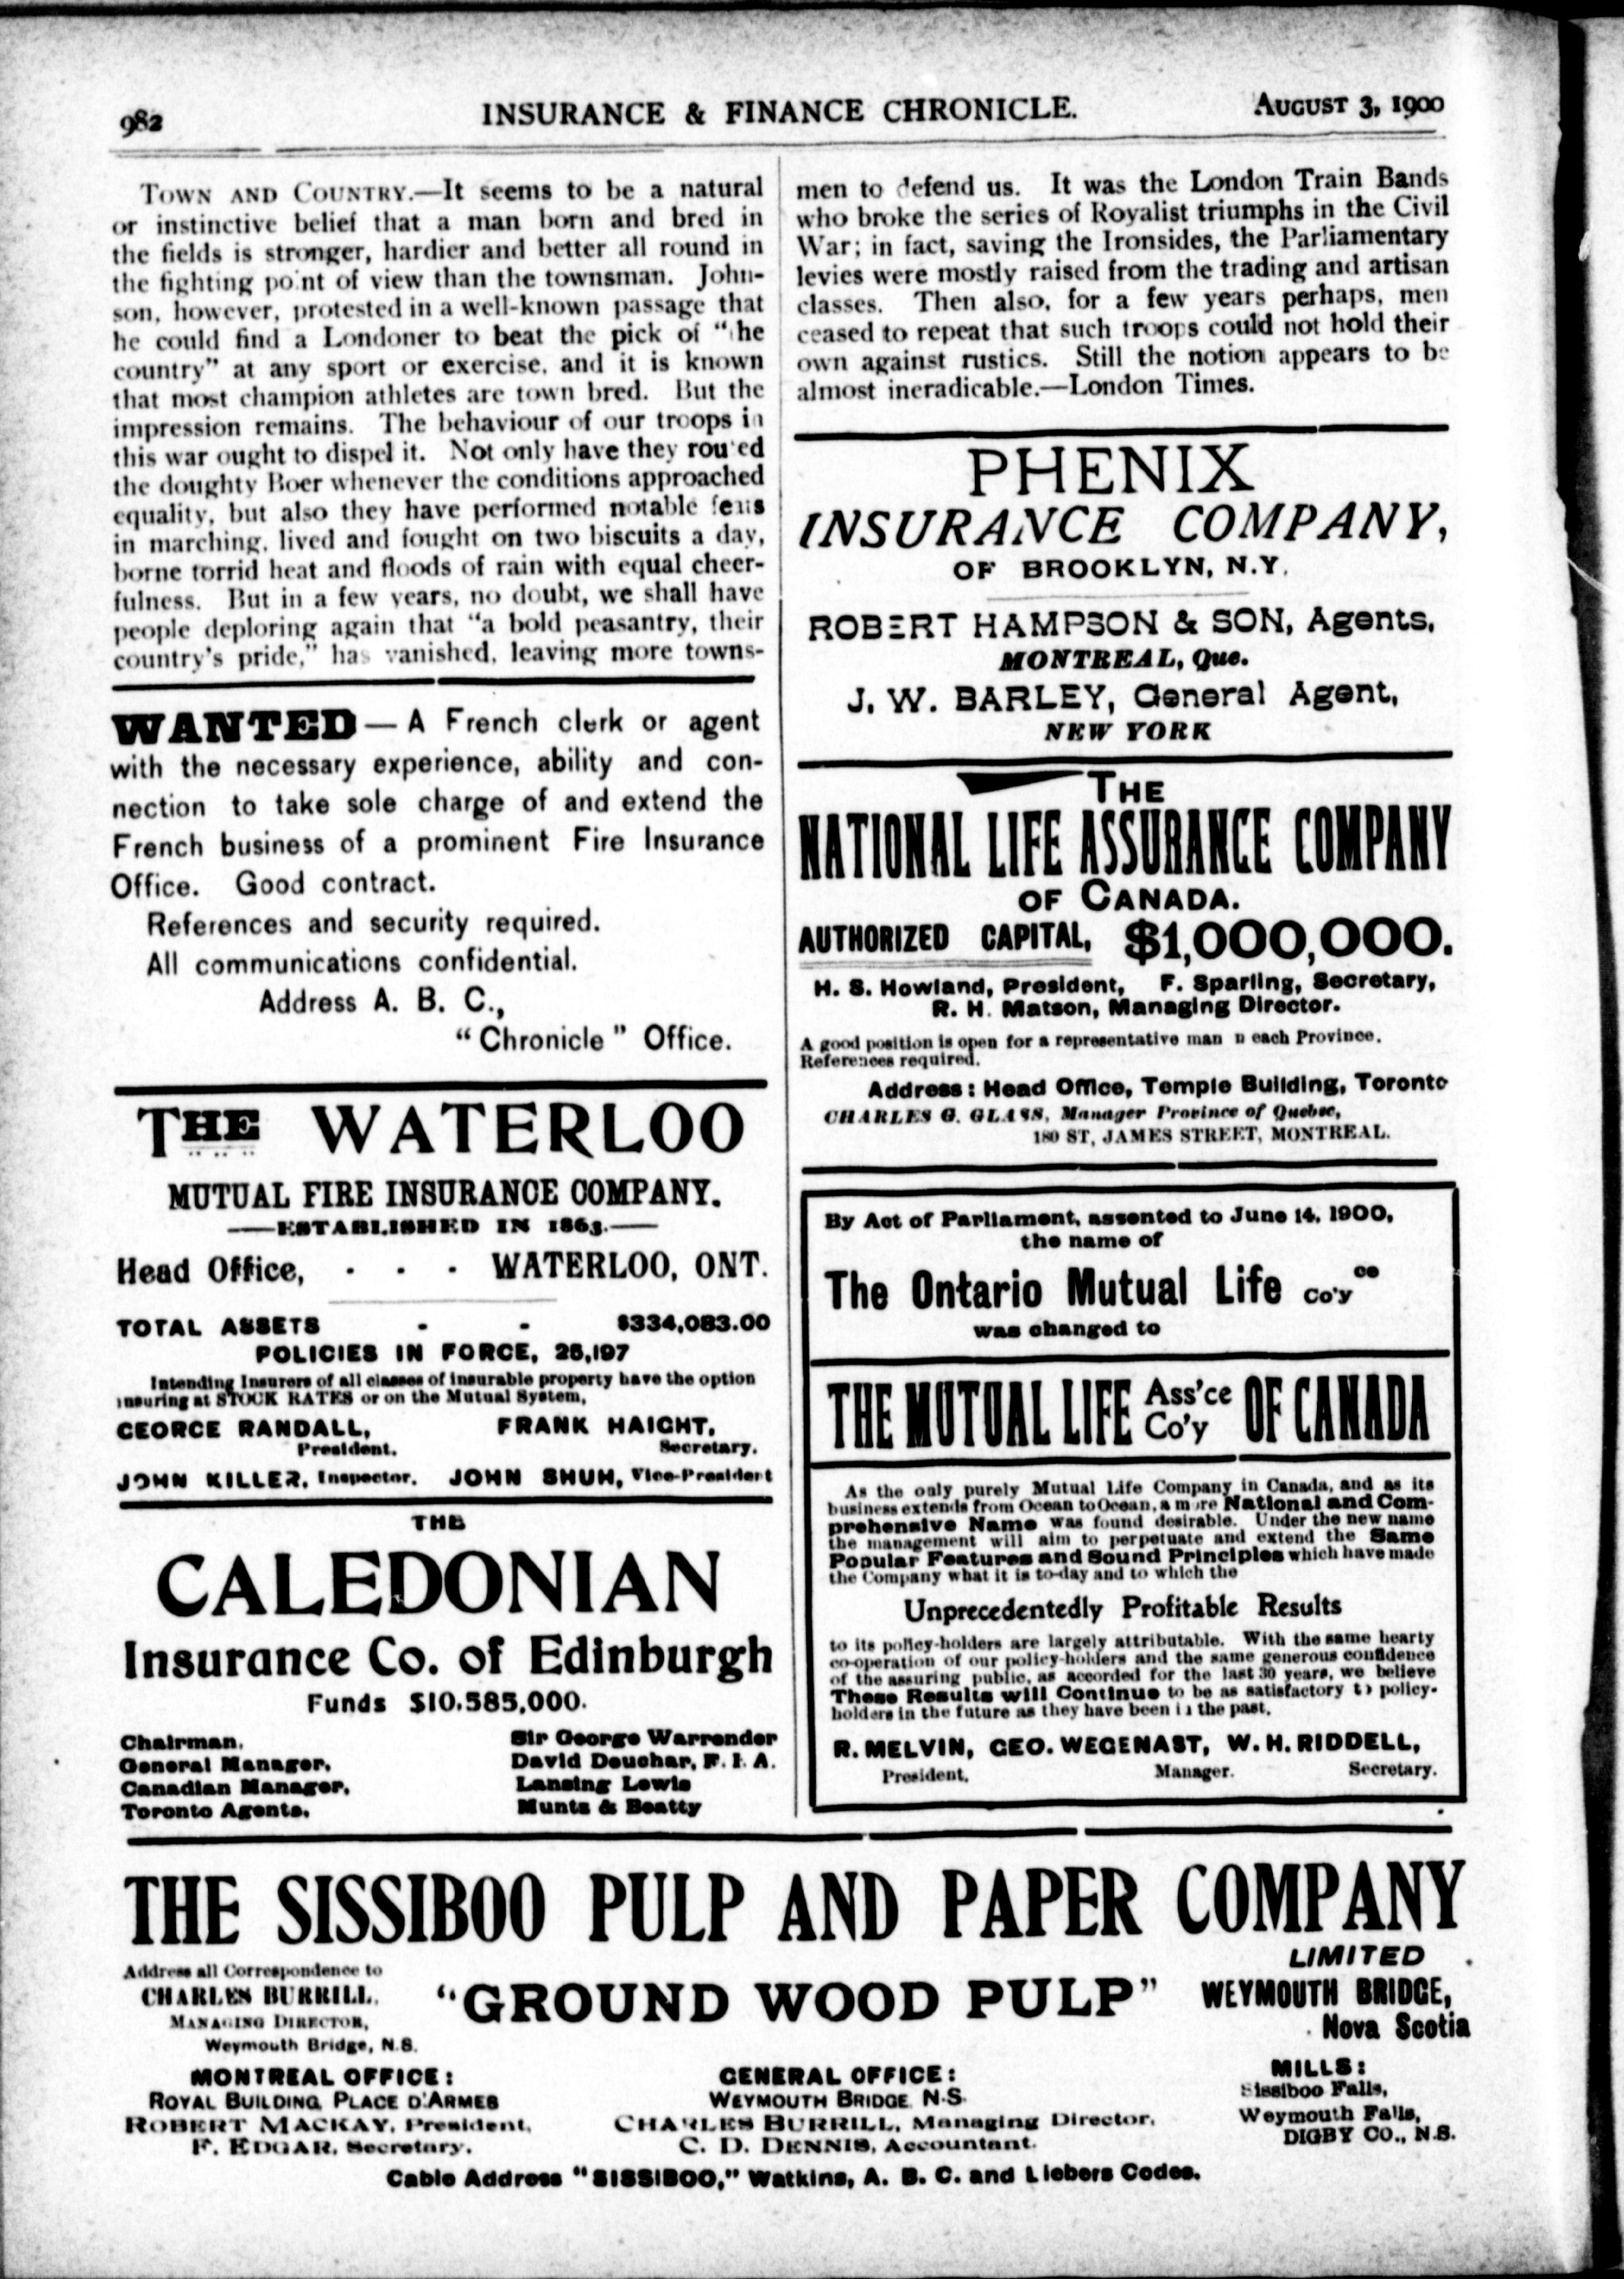 982
INSURANCE & FINANCE CHRONICLE.
AUGUST 3, 1900
TOWN AND COUNTRY.—It seems to be a natural
or instinctive belief that a man born and bred in
the fields is stronger, hardier and better all round in
the fighting point of view than the townsman. John-
son, however, protested in a well-known passage that
he could find a Londoner to beat the pick of "the
country" at any sport or exercise, and it is known
that most champion athletes are town bred. But the
impression remains. The behaviour of our troops in
this war ought to dispel it. Not only have they routed
the doughty Boer whenever the conditions approached
equality, but also they have performed notable feats
in marching, lived and fought on two biscuits a day,
borne torrid heat and floods of rain with equal cheer-
fulness. But in a few years, no doubt, we shall have
people deploring again that "a bold peasantry, their
country's pride," has vanished, leaving more towns-
men to defend us. It was the London Train Bands
who broke the series of Royalist triumphs in the Civil
War; in fact, saving the Ironsides, the Parliamentary
levies were mostly raised from the trading and artisan
classes. Then also, for a few years perhaps, men
ceased to repeat that such troops could not hold their
own against rustics. Still the notion appears to be
almost ineradicable.—London Times.
WANTED — A French clerk or agent
with the necessary experience, ability and con-
nection to take sole charge of and extend the
French business of a prominent Fire Insurance
Office. Good contract.
References and security required.
All communications confidential.
Address A. B. C.,
"Chronicle" Office.
THE WATERLOO
MUTUAL FIRE INSURANCE COMPANY.
—ESTABLISHED IN 1863.—
Head Office, - - - WATERLOO, ONT.
TOTAL ASSETS - - $334,083.00
POLICIES IN FORCE, 25,197
Intending Insurers of all classes of insurable property have the option
insuring at STOCK RATES or on the Mutual System,
GEORGE RANDALL, FRANK HAIGHT,
President. Secretary.
JOHN KILLER, Inspector. JOHN SHUH, Vice-President
THE
CALEDONIAN
Insurance Co. of Edinburgh
Funds $10,585,000.
Chairman, Sir George Warrender
General Manager, David Deuchar, F. I. A.
Canadian Manager, Lansing Lewis
Toronto Agents, Muntz & Beatty
PHENIX
INSURANCE COMPANY,
OF BROOKLYN, N.Y.
ROBERT HAMPSON & SON, Agents,
MONTREAL, Que.
J. W. BARLEY, General Agent,
NEW YORK
THE
NATIONAL LIFE ASSURANCE COMPANY
OF CANADA.
AUTHORIZED CAPITAL, $1,000,000.
H. S. Howland, President, F. Sparling, Secretary,
R. H. Matson, Managing Director.
A good position is open for a representative man n each Province.
References required.
Address: Head Office, Temple Building, Toronto
CHARLES G. GLASS, Manager Province of Quebec,
180 ST. JAMES STREET, MONTREAL.
By Act of Parliament, assented to June 14, 1900,
the name of
The Ontario Mutual Life Co'y ce
was changed to
THE MUTUAL LIFE Ass'ce Co'y OF CANADA
As the only purely Mutual Life Company in Canada, and as its
business extends from Ocean to Ocean, a more National and Com-
prehensive Name was found desirable. Under the new name
the management will aim to perpetuate and extend the Same
Popular Features and Sound Principles which have made
the Company what it is to-day and to which the
Unprecedentedly Profitable Results
to its policy-holders are largely attributable. With the same hearty
co-operation of our policy-holders and the same generous confidence
of the assuring public, as accorded for the last 30 years, we believe
These Results will Continue to be as satisfactory to policy-
holders in the future as they have been in the past.
R. MELVIN, GEO. WEGENAST, W. H. RIDDELL,
President. Manager. Secretary.
THE SISSIBOO PULP AND PAPER COMPANY
LIMITED
Address all Correspondence to
CHARLES BURRILL,
MANAGING DIRECTOR,
Weymouth Bridge, N.S.
"GROUND WOOD PULP"
WEYMOUTH BRIDGE,
Nova Scotia
MONTREAL OFFICE:
ROYAL BUILDING, PLACE D'ARMES
ROBERT MACKAY, President,
F. EDGAR, Secretary.
GENERAL OFFICE:
WEYMOUTH BRIDGE N.S.
CHARLES BURRILL, Managing Director.
C. D. DENNIS, Accountant.
MILLS:
Sissiboo Falls,
Weymouth Falls,
DIGBY CO., N.S.
Cable Address "SISSIBOO," Watkins, A. B. C. and Liebers Codes.